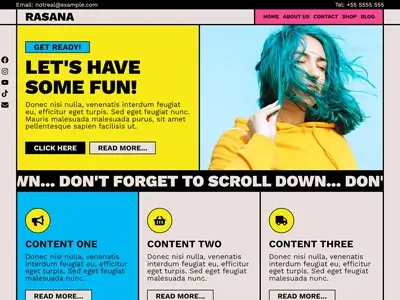 Email: notreal@example.com
Tel: +55 5555 555
RASANA
HOME ABOUT US CONTACT SHOP BLOG
GET READY!
LET'S HAVE
SOME FUN!
Donec nisi nulla, venenatis interdum feugiat
eu, efficitur eget turpis. Sed eget feugiat nunc.
Mauris malesuada malesuada purus, sit amet
pellentesque sapien facilisis ut.
CLICK HERE
READ MORE...
WN... DON'T FORGET TO SCROLL DOWN... DON'
CONTENT ONE
Donec nisi nulla, venenatis interdum feugiat
eu, efficitur eget turpis. Sed eget feugiat
malesuada nunc.
READ MORE...
CONTENT TWO
Donec nisi nulla, venenatis interdum feugiat
eu, efficitur eget turpis. Sed eget feugiat
malesuada nunc.
READ MORE...
CONTENT THREE
Donec nisi nulla, venenatis interdum feugiat
eu, efficitur eget turpis. Sed eget feugiat
malesuada nunc.
READ MORE...